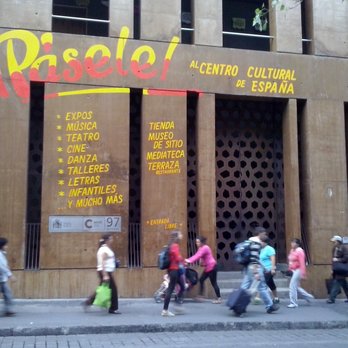 ¡Pásele!
AL CENTRO CULTURAL
DE ESPAÑA
* EXPOS
* MÚSICA
* TEATRO
* CINE-
* DANZA
* TALLERES
* LETRAS
* INFANTILES
...Y MUCHO MÁS
TIENDA
MUSEO
DE SITIO
MEDIATECA
TERRAZA
RESTAURANTE
* ENTRADA
LIBRE *
97